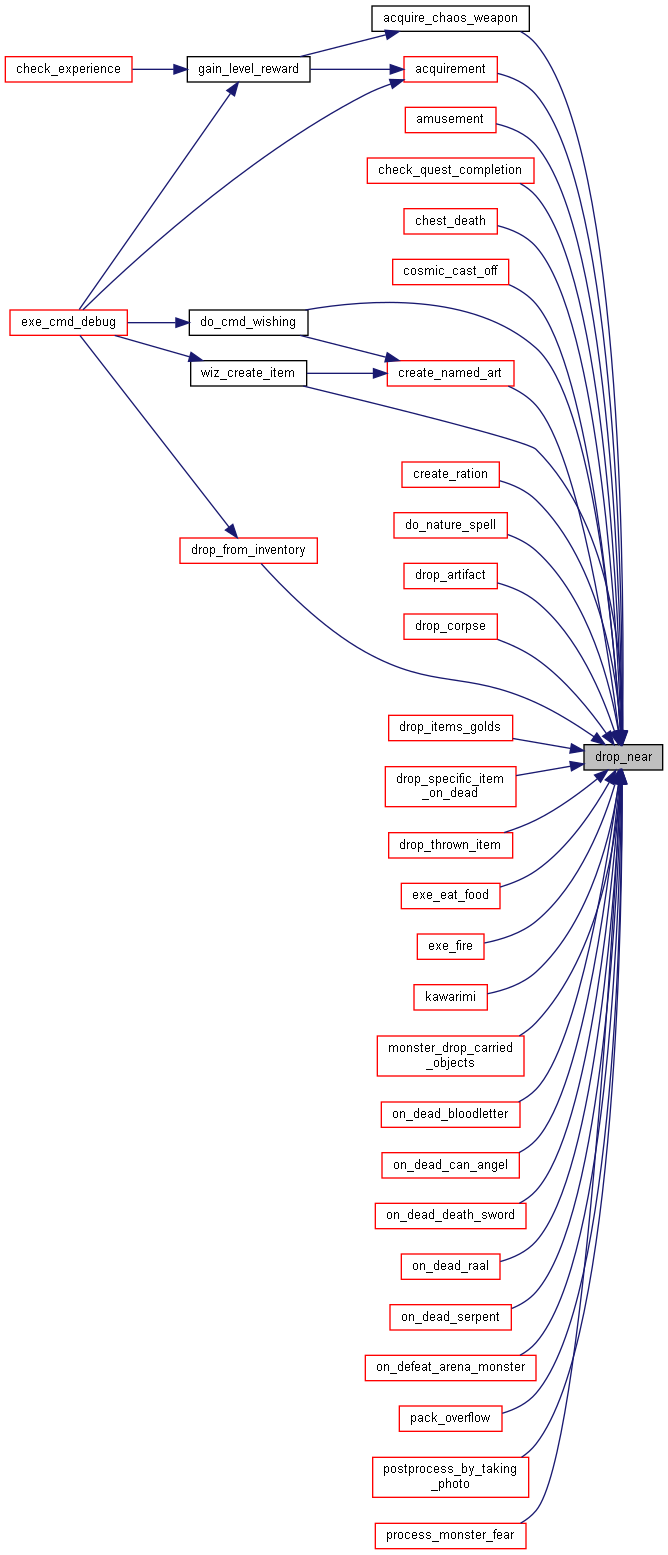 acquire_chaos_weapon
check_experience
gain_level_reward
acquirement
amusement
check_quest_completion
chest_death
cosmic_cast_off
exe_cmd_debug
do_cmd_wishing
wiz_create_item
create_named_art
create_ration
do_nature_spell
drop_from_inventory
drop_artifact
drop_corpse
drop_items_golds
drop_near
drop_specific_item
_on_dead
drop_thrown_item
exe_eat_food
exe_fire
kawarimi
monster_drop_carried
_objects
on_dead_bloodletter
on_dead_can_angel
on_dead_death_sword
on_dead_raal
on_dead_serpent
on_defeat_arena_monster
pack_overflow
postprocess_by_taking
_photo
process_monster_fear